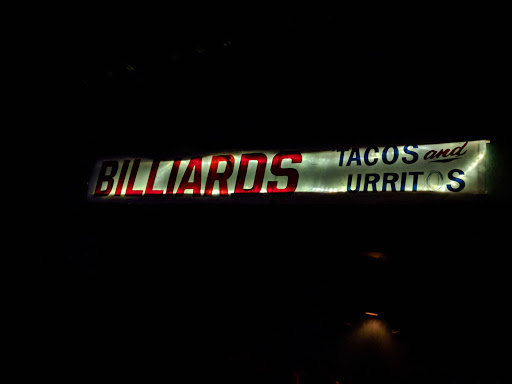 BILLIARDS
TACOS and
URRITOS